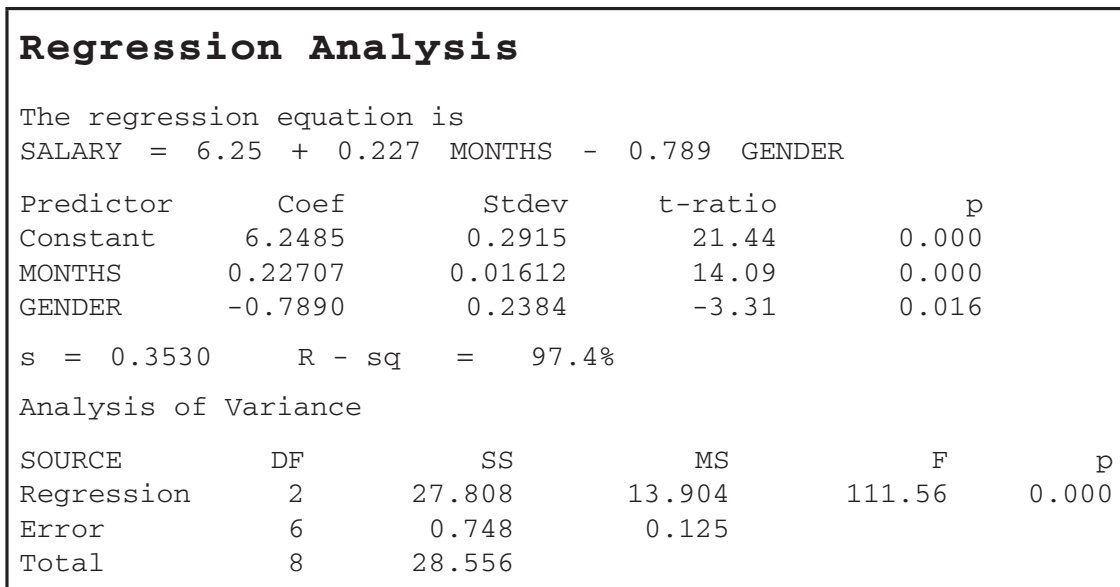 Regression Analysis
The regression equation is
SALARY = 6.25 + 0.227 MONTHS - 0.789 GENDER
Predictor Coef Stdev t-ratio p
Constant 6.2485 0.2915 21.44 0.000
MONTHS 0.22707 0.01612 14.09 0.000
GENDER -0.7890 0.2384 -3.31 0.016
s = 0.3530 R - sq = 97.4%
Analysis of Variance
SOURCE DF SS MS F p
Regression 2 27.808 13.904 111.56 0.000
Error 6 0.748 0.125
Total 8 28.556